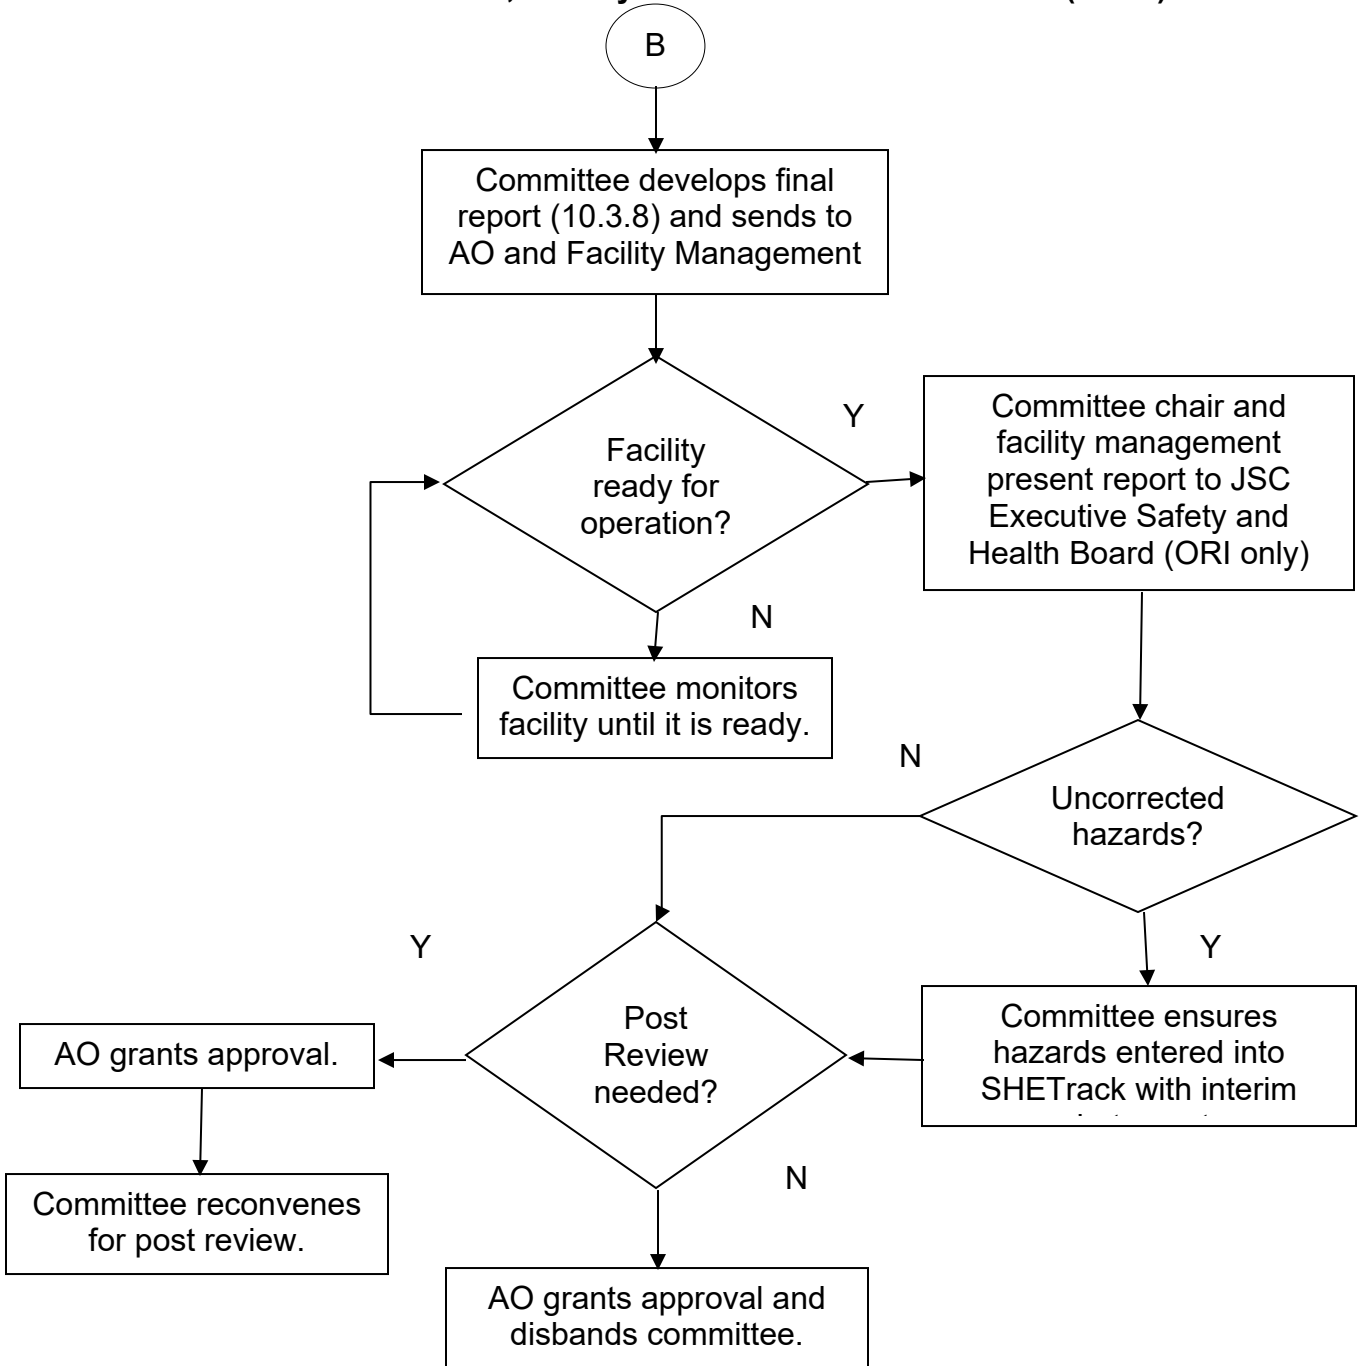 B
Committee develops final
report (10.3.8) and sends to
AO and Facility Management
Facility
ready for
operation?
Y
Committee chair and
facility management
present report to JSC
Executive Safety and
Health Board (ORI only)
N
Committee monitors
facility until it is ready.
N
Uncorrected
hazards?
Y
Y
Post
Review
needed?
Committee ensures
hazards entered into
SHETrack with interim
AO grants approval.
N
Committee reconvenes
for post review.
AO grants approval and
disbands committee.